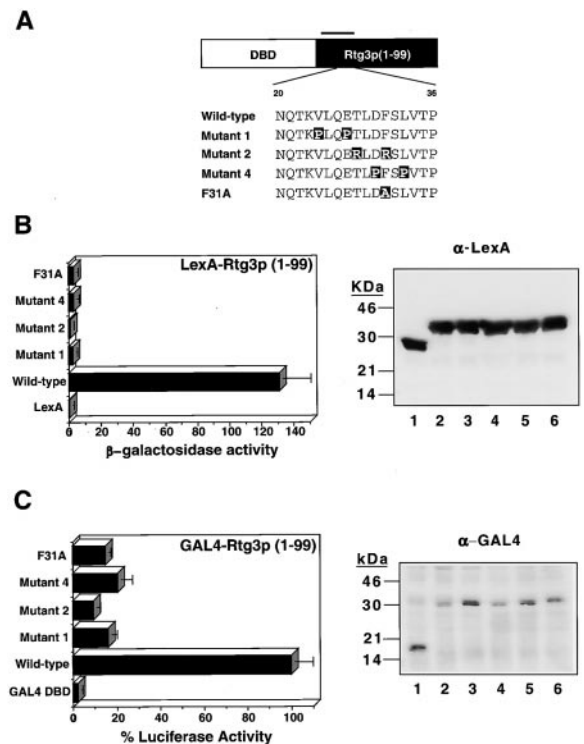 A
DBD
Rtg3p(1-99)
20 36
Wild-type NQTKVLQETLDFSLVTP
Mutant 1 NQTKPLQPTLDFSLVTP
Mutant 2 NQTKVLQERLDRSLVTP
Mutant 4 NQTKVLQETLPFSPVTP
F31A NQTKVLQETLDASLVTP
B
LexA-Rtg3p (1-99)
F31A
Mutant 4
Mutant 2
Mutant 1
Wild-type
LexA
0 20 40 60 80 100 120 140
β-galactosidase activity
α-LexA
KDa
46
30
21
14
1 2 3 4 5 6
C
GAL4-Rtg3p (1-99)
F31A
Mutant 4
Mutant 2
Mutant 1
Wild-type
GAL4 DBD
0 20 40 60 80 100
% Luciferase Activity
α-GAL4
kDa
46
30
21
14
1 2 3 4 5 6